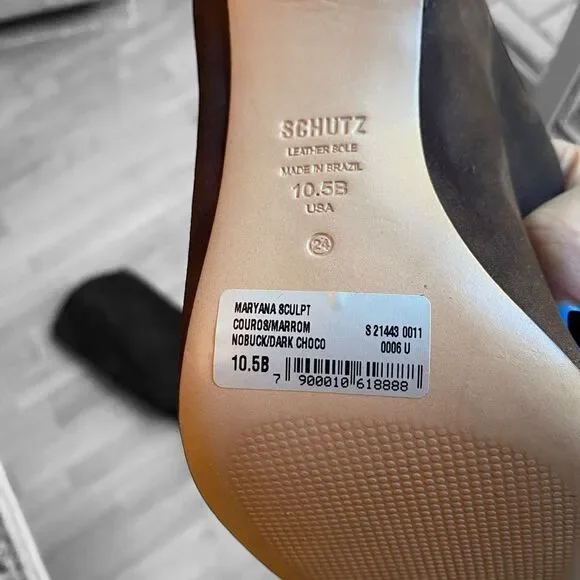 SCHUTZ
LEATHER SOLE
MADE IN BRAZIL
10.5B
USA
24
MARYANA SCULPT
COUROS/MARROM S 21443 0011
NOBUCK/DARK CHOCO 0006 U
10.5B
7 900010 618888